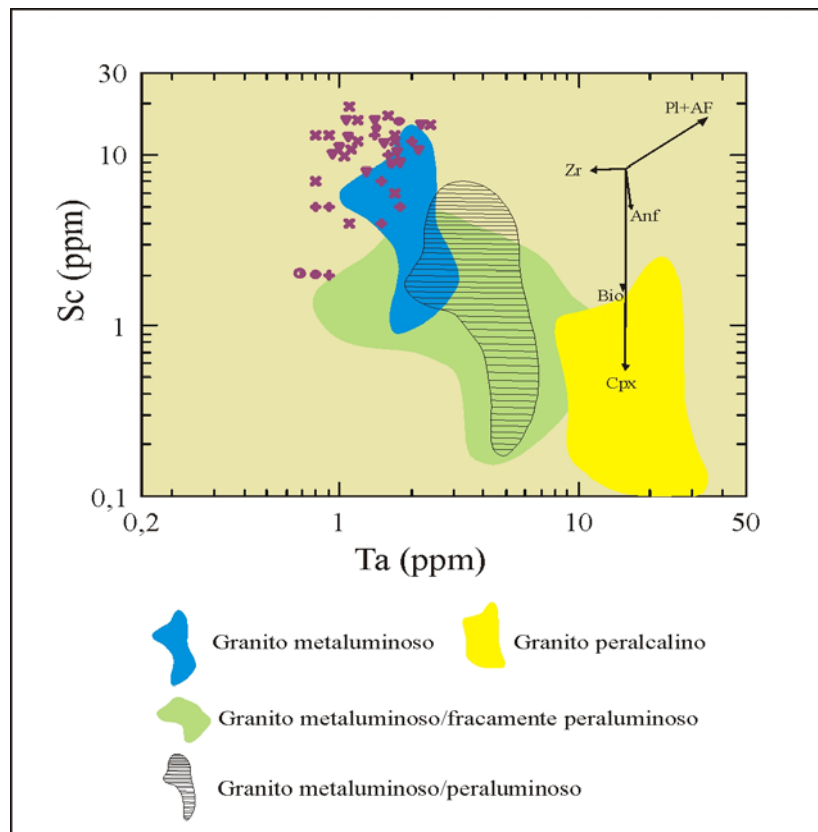 30
10
1
0,1
Sc (ppm)
Pl+AF
Zr
Anf
Bio
Cpx
0,2
1
10
50
Ta (ppm)
Granito metaluminoso
Granito peralcalino
Granito metaluminoso/fracamente peraluminoso
Granito metaluminoso/peraluminoso